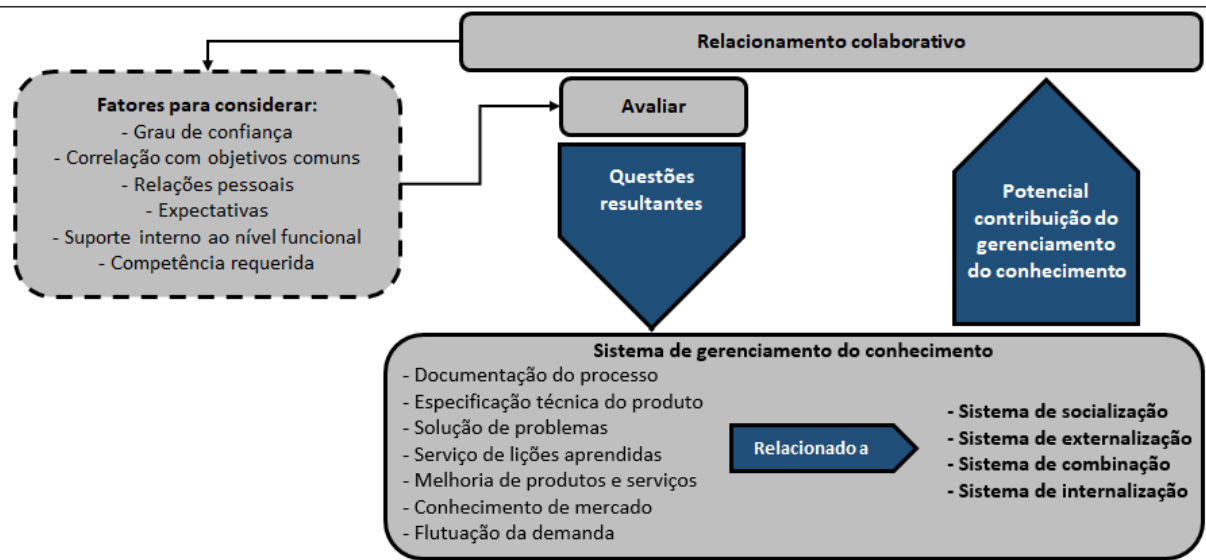 Relacionamento colaborativo
Fatores para considerar:
- Grau de confiança
- Correlação com objetivos comuns
- Relações pessoais
- Expectativas
- Suporte interno ao nível funcional
- Competência requerida
Avaliar
Questões
resultantes
Potencial
contribuição do
gerenciamento
do conhecimento
Sistema de gerenciamento do conhecimento
- Documentação do processo
- Especificação técnica do produto
- Solução de problemas
- Serviço de lições aprendidas
- Melhoria de produtos e serviços
- Conhecimento de mercado
- Flutuação da demanda
Relacionado a
- Sistema de socialização
- Sistema de externalização
- Sistema de combinação
- Sistema de internalização